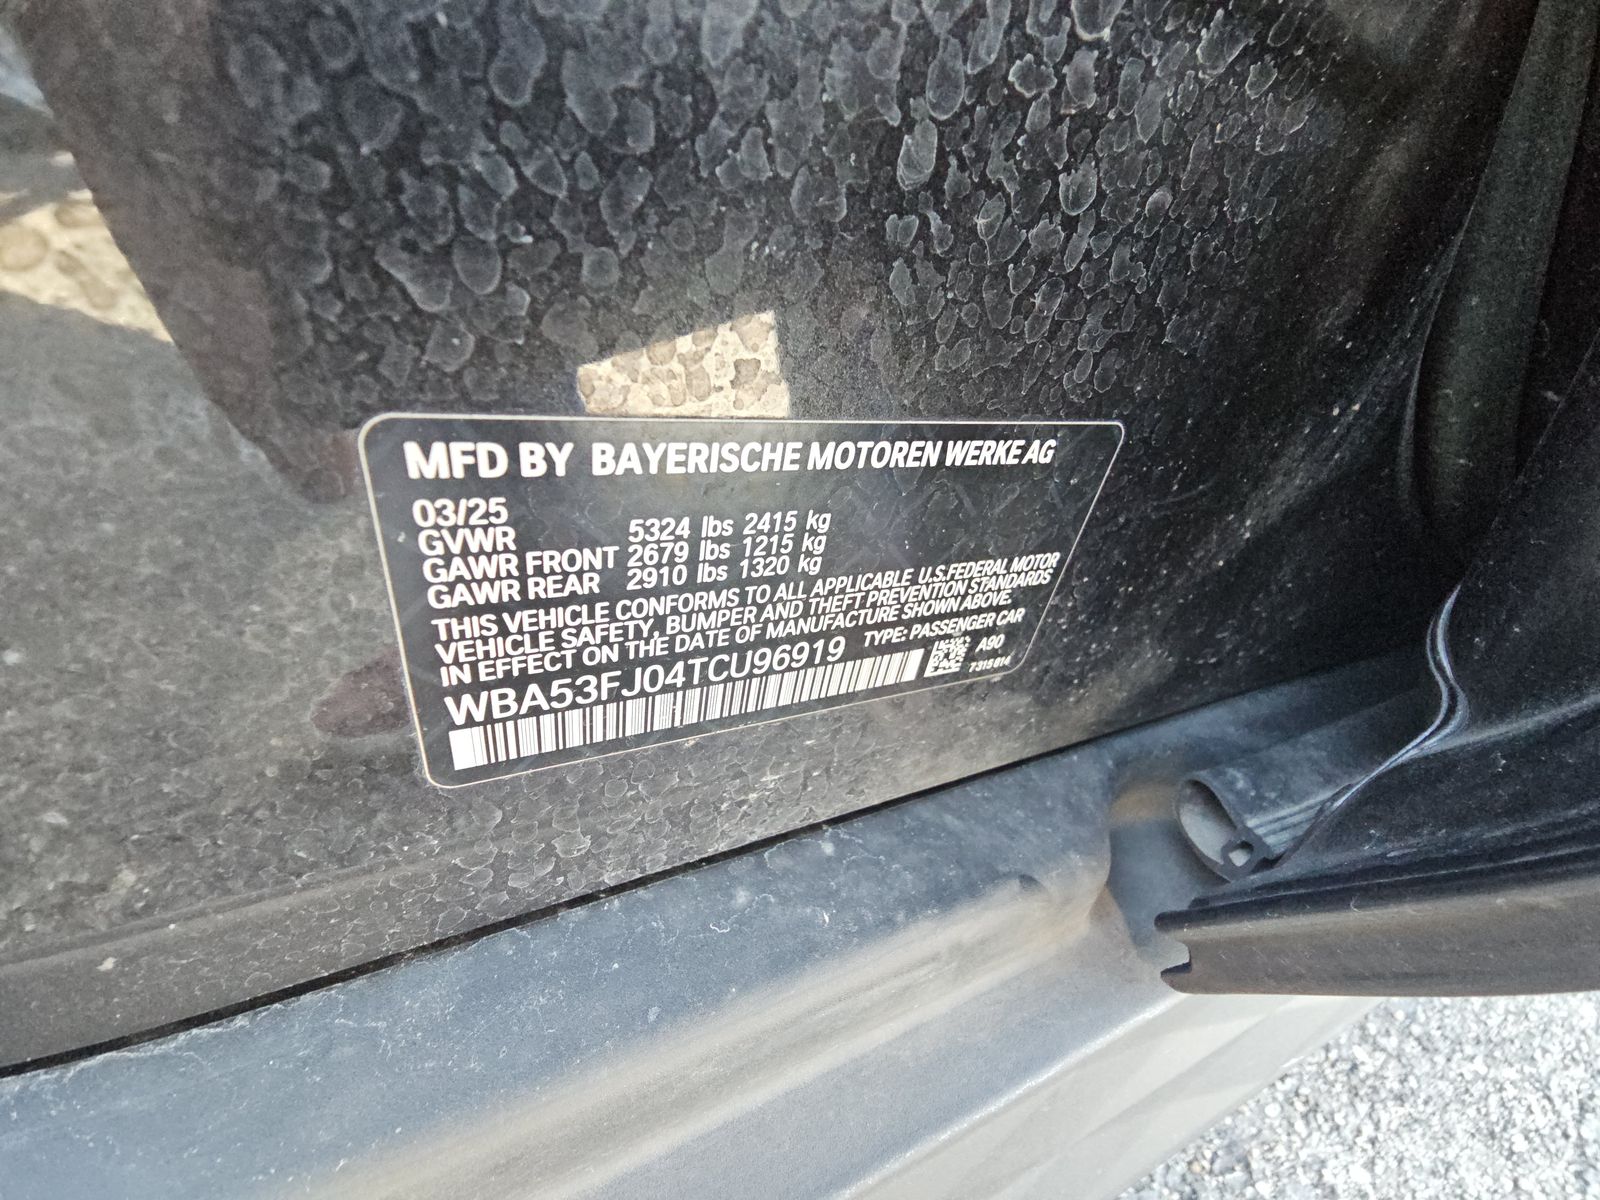 MFD BY BAYERISCHE MOTOREN WERKE AG
03/25
GVWR 5324 lbs 2415 kg
GAWR FRONT 2679 lbs 1215 kg
GAWR REAR 2910 lbs 1320 kg
THIS VEHICLE CONFORMS TO ALL APPLICABLE U.S.FEDERAL MOTOR
VEHICLE SAFETY, BUMPER AND THEFT PREVENTION STANDARDS
IN EFFECT ON THE DATE OF MANUFACTURE SHOWN ABOVE.
WBA53FJ04TCU96919 TYPE: PASSENGER CAR
A90
7315014